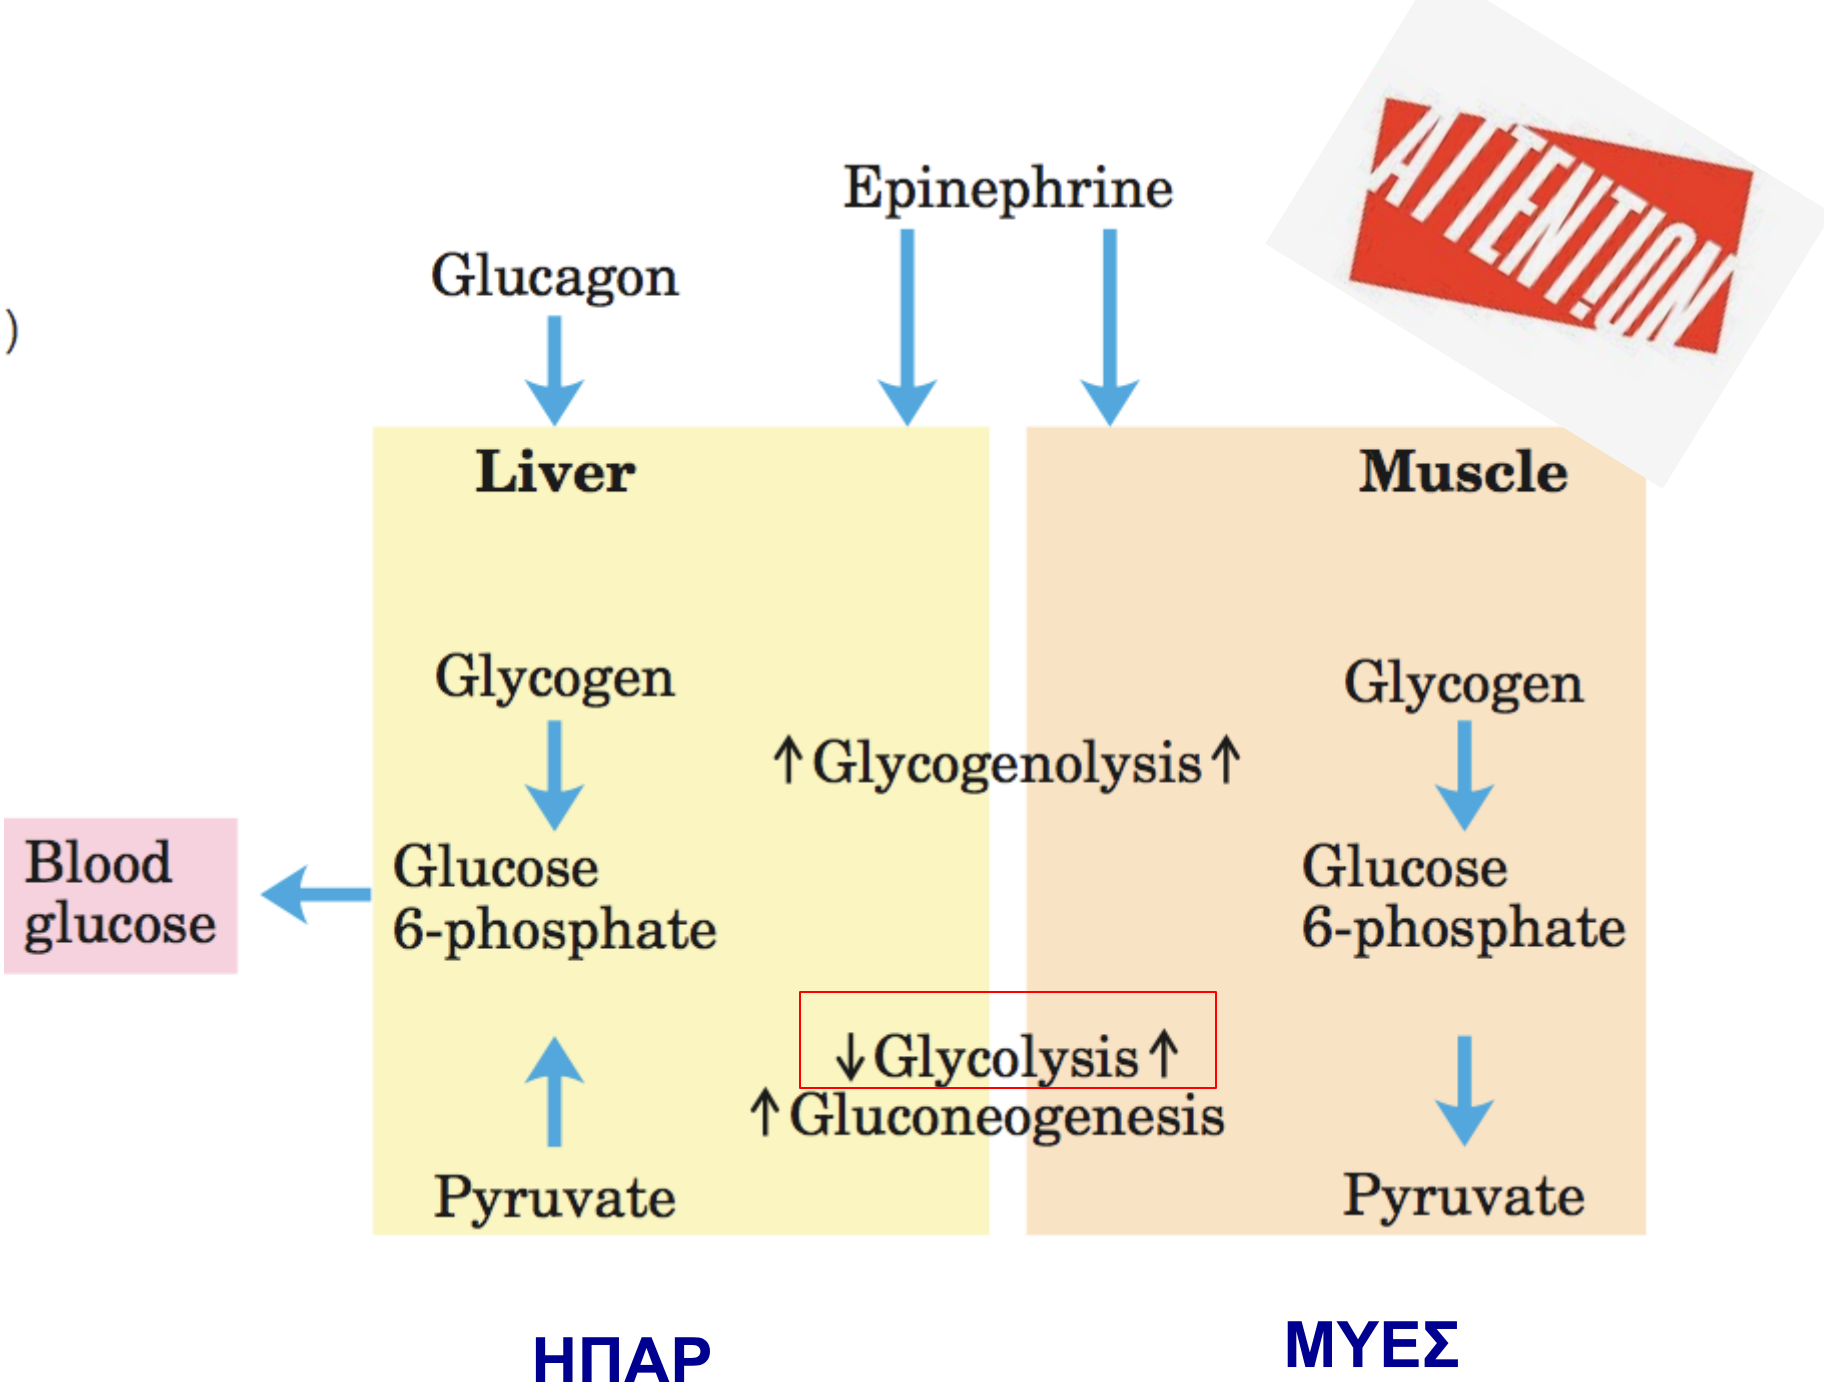 ATTENTION
Epinephrine
Glucagon
)
Liver
Muscle
Glycogen
Glycogen
↑ Glycogenolysis ↑
Blood
glucose
Glucose
6-phosphate
Glucose
6-phosphate
↓ Glycolysis ↑
↑ Gluconeogenesis
Pyruvate
Pyruvate
ΗΠΑΡ
ΜΥΕΣ